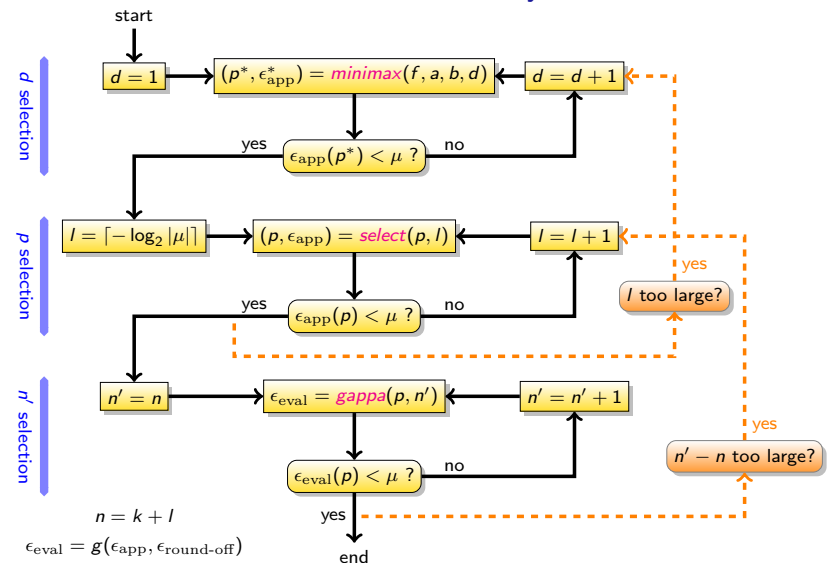 start
d selection
d = 1
(p*, ϵ*app) = minimax(f, a, b, d)
d = d + 1
yes
ϵapp(p*) < μ ?
no
p selection
l = ⌈− log2 |μ|⌉
(p, ϵapp) = select(p, l)
l = l + 1
yes
l too large?
yes
ϵapp(p) < μ ?
no
n′ selection
n′ = n
ϵeval = gappa(p, n′)
n′ = n′ + 1
yes
n′ − n too large?
ϵeval(p) < μ ?
no
yes
n = k + l
ϵeval = g(ϵapp, ϵround-off)
end